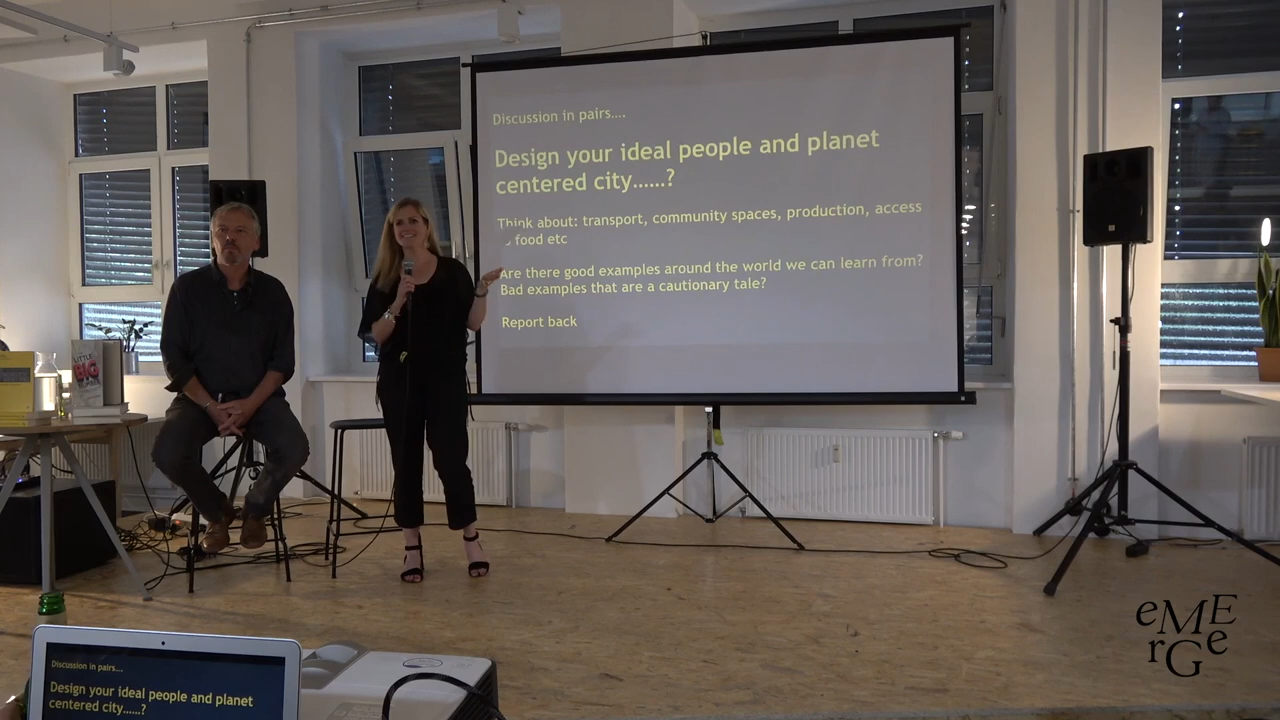 Discussion in pairs....
Design your ideal people and planet
centered city......?
Think about: transport, community spaces, production, access
food etc
Are there good examples around the world we can learn from?
Bad examples that are a cautionary tale?
Report back
LITTLE
BIG
Discussion in pairs....
Design your ideal people and planet
centered city......?
eMErGe